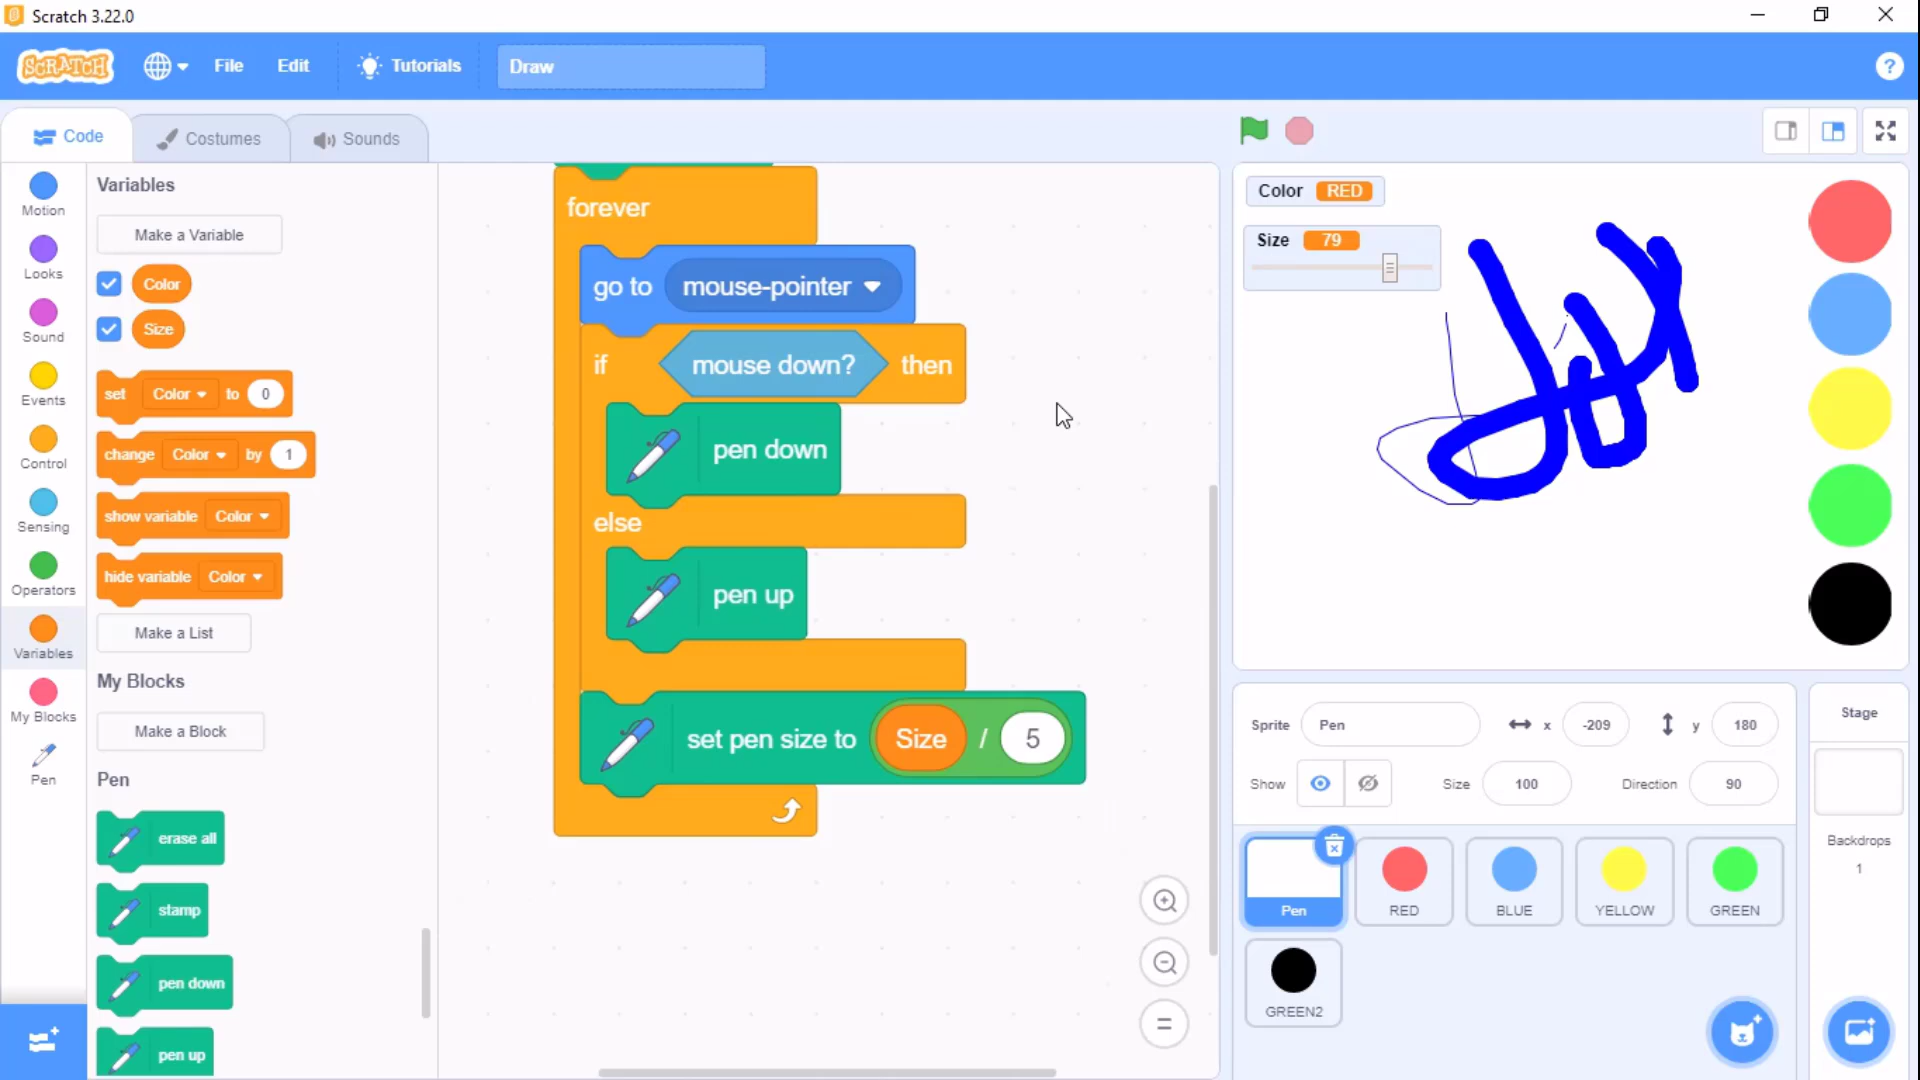 Scratch 3.22.0
SCRATCH File Edit Tutorials Draw ?
Code Costumes Sounds
Motion
Looks
Sound
Events
Control
Sensing
Operators
Variables
My Blocks
Pen
Variables
Make a Variable
Color
Size
set Color to 0
change Color by 1
show variable Color
hide variable Color
Make a List
My Blocks
Make a Block
Pen
erase all
stamp
pen down
pen up
forever
go to mouse-pointer
if mouse down? then
pen down
else
pen up
set pen size to Size / 5
Color RED
Size 79
Sprite Pen x -209 y 180
Show Size 100 Direction 90
Pen RED BLUE YELLOW GREEN
GREEN2
Stage
Backdrops
1